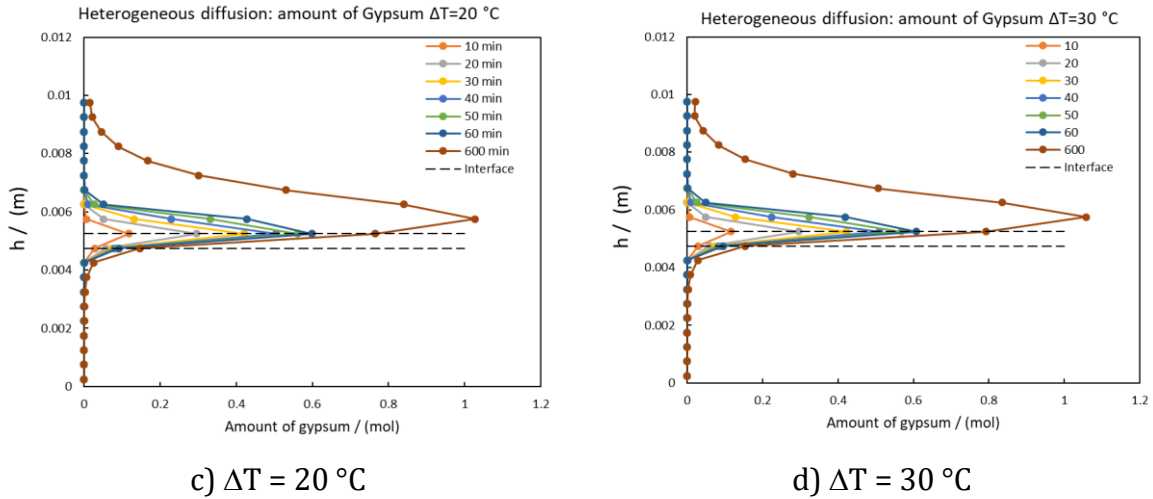 Heterogeneous diffusion: amount of Gypsum ΔT=20 °C
0.012
0.01
0.008
0.006
0.004
0.002
0
h / (m)
10 min
20 min
30 min
40 min
50 min
60 min
600 min
Interface
0 0.2 0.4 0.6 0.8 1 1.2
Amount of gypsum / (mol)
c) ΔT = 20 °C
Heterogeneous diffusion: amount of Gypsum ΔT=30 °C
0.012
0.01
0.008
0.006
0.004
0.002
0
h / (m)
10
20
30
40
50
60
600
Interface
0 0.2 0.4 0.6 0.8 1 1.2
Amount of gypsum / (mol)
d) ΔT = 30 °C